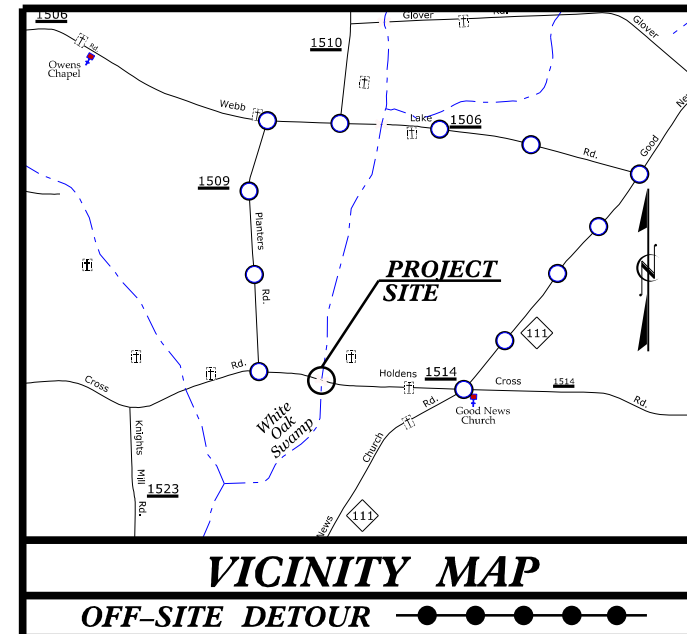 1506
Glover
Rd.
Glover
1510
Rd.
Owens
Chapel
New
Webb
Lake
1506
Good
Rd.
1509
Planters
Rd.
PROJECT
SITE
N
111
Rd.
Holdens
1514
Cross
1514
Cross
Rd.
Rd.
Good News
Church
White
Oak
Swamp
Knights
Mill
Rd.
Church
1523
News
111
VICINITY MAP
OFF–SITE DETOUR